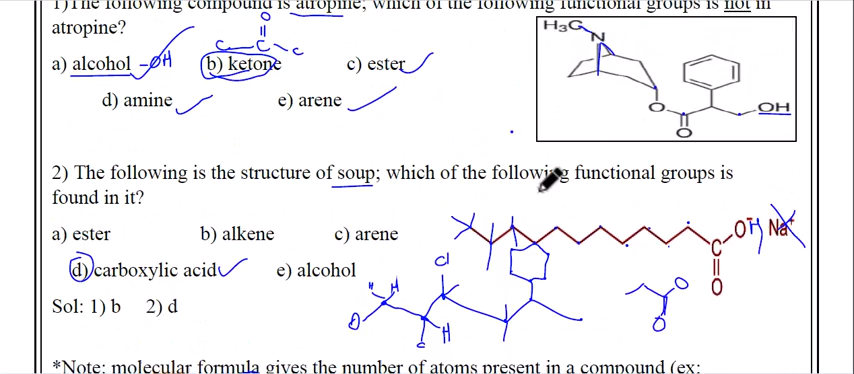 1)The following compound is atropine; which of the following functional groups is not in
atropine?
O
C C C
a) alcohol -OH b) ketone c) ester
d) amine e) arene
H3C
N
O
OH
O
2) The following is the structure of soup; which of the following functional groups is
found in it?
a) ester b) alkene c) arene
d) carboxylic acid e) alcohol
Sol: 1) b 2) d
O H Na+
C
O
Cl
H H
H
C
O
O
*Note: molecular formula gives the number of atoms present in a compound (ex: